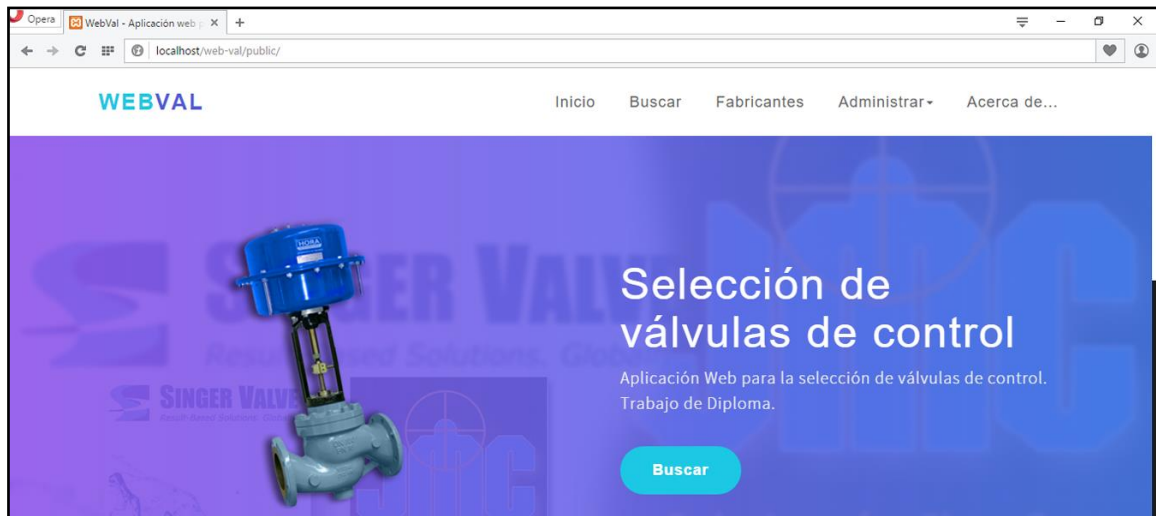 Opera
WebVal - Aplicación web p
localhost/web-val/public/
WEBVAL
Inicio Buscar Fabricantes Administrar Acerca de...
HORA
SINGER VALVE
Selección de
válvulas de control
Aplicación Web para la selección de válvulas de control.
Trabajo de Diploma.
SINGER VALVE
Buscar